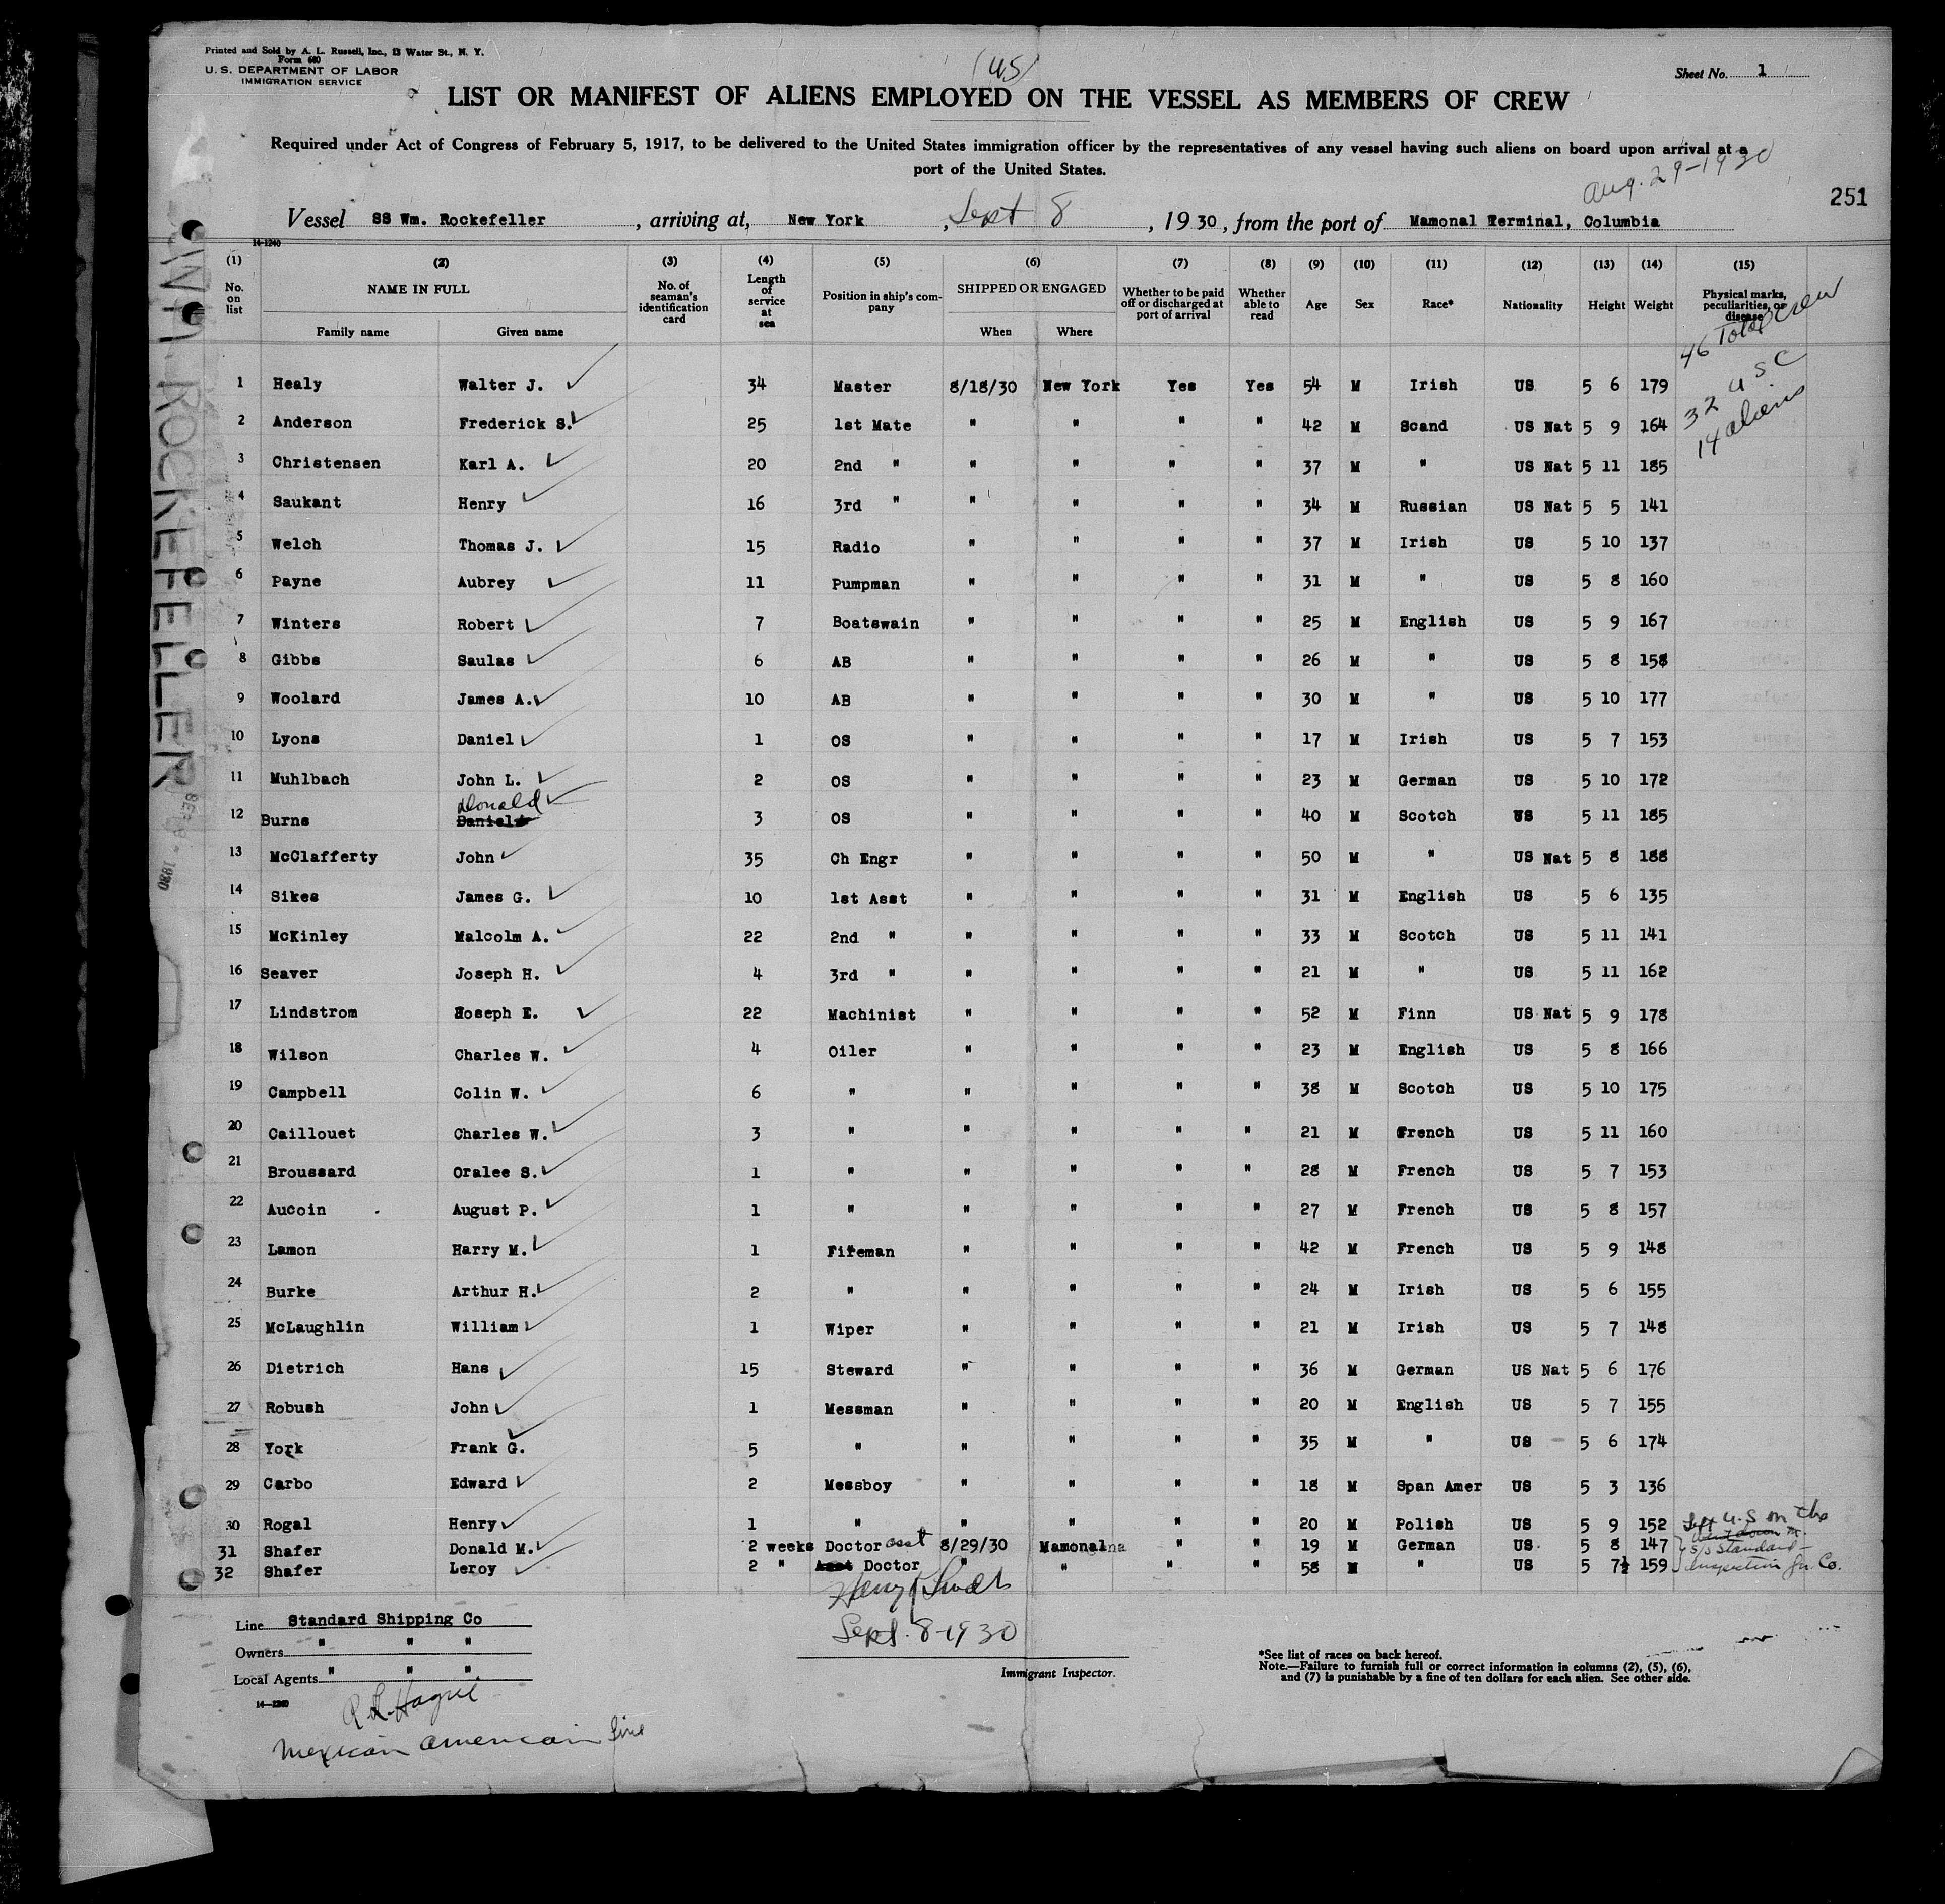 Printed and Sold by A. L. Russell, Inc., 13 Water St., N. Y.
Form 680
U. S. DEPARTMENT OF LABOR
IMMIGRATION SERVICE
(US)
Sheet No. 1
LIST OR MANIFEST OF ALIENS EMPLOYED ON THE VESSEL AS MEMBERS OF CREW
Required under Act of Congress of February 5, 1917, to be delivered to the United States immigration officer by the representatives of any vessel having such aliens on board upon arrival at a
port of the United States.
Aug. 29-1930
251
Vessel SS Wm. Rockefeller, arriving at, New York, Sept 8, 1930, from the port of Mamonal Terminal, Columbia
14-1240
(1) (2) (3) (4) (5) (6) (7) (8) (9) (10) (11) (12) (13) (14) (15)
No. on list NAME IN FULL Family name Given name No. of seaman's identification card Length of service at sea Position in ship's company SHIPPED OR ENGAGED When Where Whether to be paid off or discharged at port of arrival Whether able to read Age Sex Race* Nationality Height Weight Physical marks, peculiarities, or disease
46 Total Crew
32 USC
14 aliens
1 Healy Walter J. 34 Master 8/18/30 New York Yes Yes 54 M Irish US 5 6 179
2 Anderson Frederick S. 25 1st Mate " " " " 42 M Scand US Nat 5 9 164
3 Christensen Karl A. 20 2nd " " " " " 37 M " US Nat 5 11 185
4 Saukant Henry 16 3rd " " " " " 34 M Russian US Nat 5 5 141
5 Welch Thomas J. 15 Radio " " " " 37 M Irish US 5 10 137
6 Payne Aubrey 11 Pumpman " " " " 31 M " US 5 8 160
7 Winters Robert 7 Boatswain " " " " 25 M English US 5 9 167
8 Gibbs Saulas 6 AB " " " " 26 M " US 5 8 158
9 Woolard James A. 10 AB " " " " 30 M " US 5 10 177
10 Lyons Daniel 1 OS " " " " 17 M Irish US 5 7 153
11 Muhlbach John L. 2 OS " " " " 23 M German US 5 10 172
Donald
12 Burns Daniel 3 OS " " " " 40 M Scotch US 5 11 185
13 McClafferty John 35 Ch Engr " " " " 50 M " US Nat 5 8 188
14 Sikes James G. 10 1st Asst " " " " 31 M English US 5 6 135
15 McKinley Malcolm A. 22 2nd " " " " " 33 M Scotch US 5 11 141
16 Seaver Joseph H. 4 3rd " " " " " 21 M " US 5 11 162
17 Lindstrom Hoseph E. 22 Machinist " " " " 52 M Finn US Nat 5 9 178
18 Wilson Charles W. 4 Oiler " " " " 23 M English US 5 8 166
19 Campbell Colin W. 6 " " " " " 38 M Scotch US 5 10 175
20 Caillouet Charles W. 3 " " " " " 21 M French US 5 11 160
21 Broussard Oralee S. 1 " " " " " 28 M French US 5 7 153
22 Aucoin August P. 1 " " " " " 27 M French US 5 8 157
23 Lamon Harry M. 1 Fireman " " " " 42 M French US 5 9 148
24 Burke Arthur H. 2 " " " " " 24 M Irish US 5 6 155
25 McLaughlin William 1 Wiper " " " " 21 M Irish US 5 7 148
26 Dietrich Hans 15 Steward " " " " 36 M German US Nat 5 6 176
27 Robush John 1 Messman " " " " 20 M English US 5 7 155
28 York Frank G. 5 " " " " " 35 M " US 5 6 174
29 Carbo Edward 2 Messboy " " " " 18 M Span Amer US 5 3 136
30 Rogal Henry 1 " " " " " 20 M Polish US 5 9 152 Left U.S on the
31 Shafer Donald M. 2 weeks Doctor asst 8/29/30 Mamonal " " 19 M German US 5 8 147 S/S Standard-
32 Shafer Leroy 2 " Asst Doctor " " " " 58 M " US 5 7½ 159 Inspection for Co.
Sept. 8-1930
Immigrant Inspector.
Line Standard Shipping Co
Owners " " "
Local Agents " " "
14-1240
Mexican American Line
*See list of races on back hereof.
Note.—Failure to furnish full or correct information in columns (2), (5), (6),
and (7) is punishable by a fine of ten dollars for each alien. See other side.
WM ROCKEFELLER